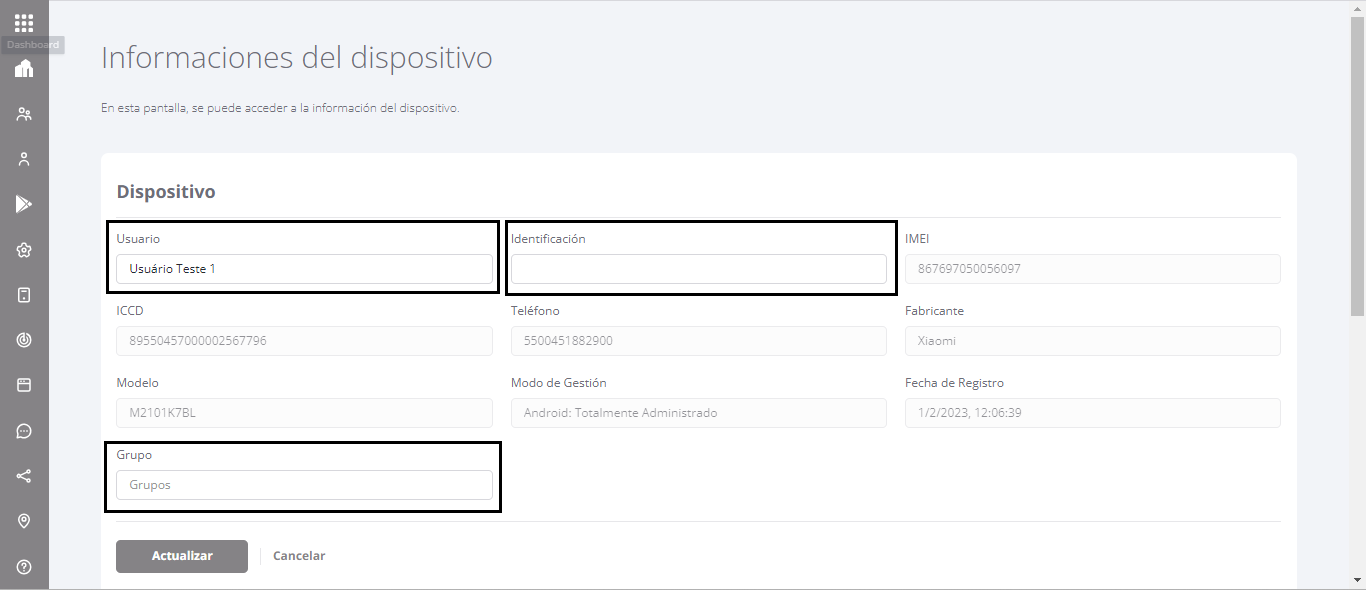 Dashboard
Informaciones del dispositivo
En esta pantalla, se puede acceder a la información del dispositivo.
Dispositivo
Usuario
Usuário Teste 1
Identificación
IMEI
867697050056097
ICCD
89550457000002567796
Teléfono
5500451882900
Fabricante
Xiaomi
Modelo
M2101K7BL
Modo de Gestión
Android: Totalmente Administrado
Fecha de Registro
1/2/2023, 12:06:39
Grupo
Grupos
Actualizar
Cancelar